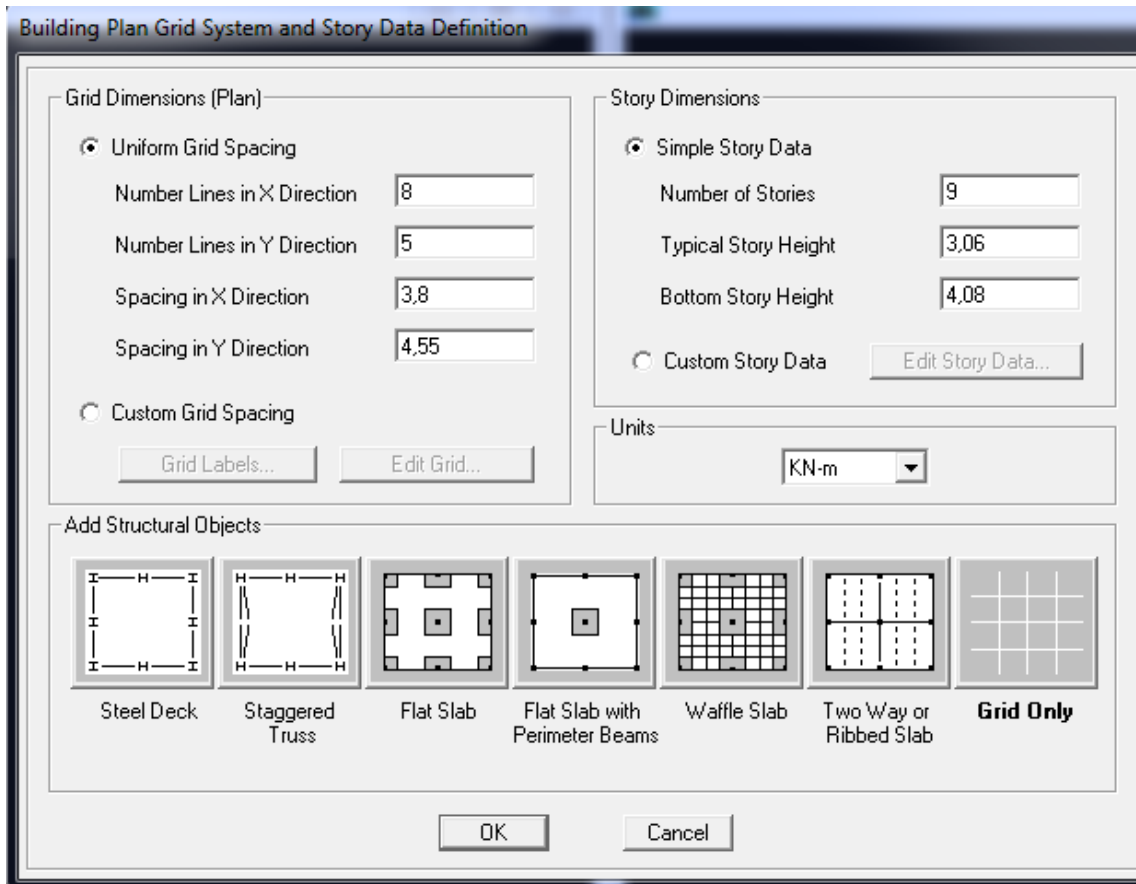 Building Plan Grid System and Story Data Definition
Grid Dimensions (Plan)
Uniform Grid Spacing
Number Lines in X Direction 8
Number Lines in Y Direction 5
Spacing in X Direction 3,8
Spacing in Y Direction 4,55
Custom Grid Spacing
Grid Labels... Edit Grid...
Story Dimensions
Simple Story Data
Number of Stories 9
Typical Story Height 3,06
Bottom Story Height 4,08
Custom Story Data Edit Story Data...
Units
KN-m
Add Structural Objects
Steel Deck
Staggered
Truss
Flat Slab
Flat Slab with
Perimeter Beams
Waffle Slab
Two Way or
Ribbed Slab
Grid Only
OK Cancel